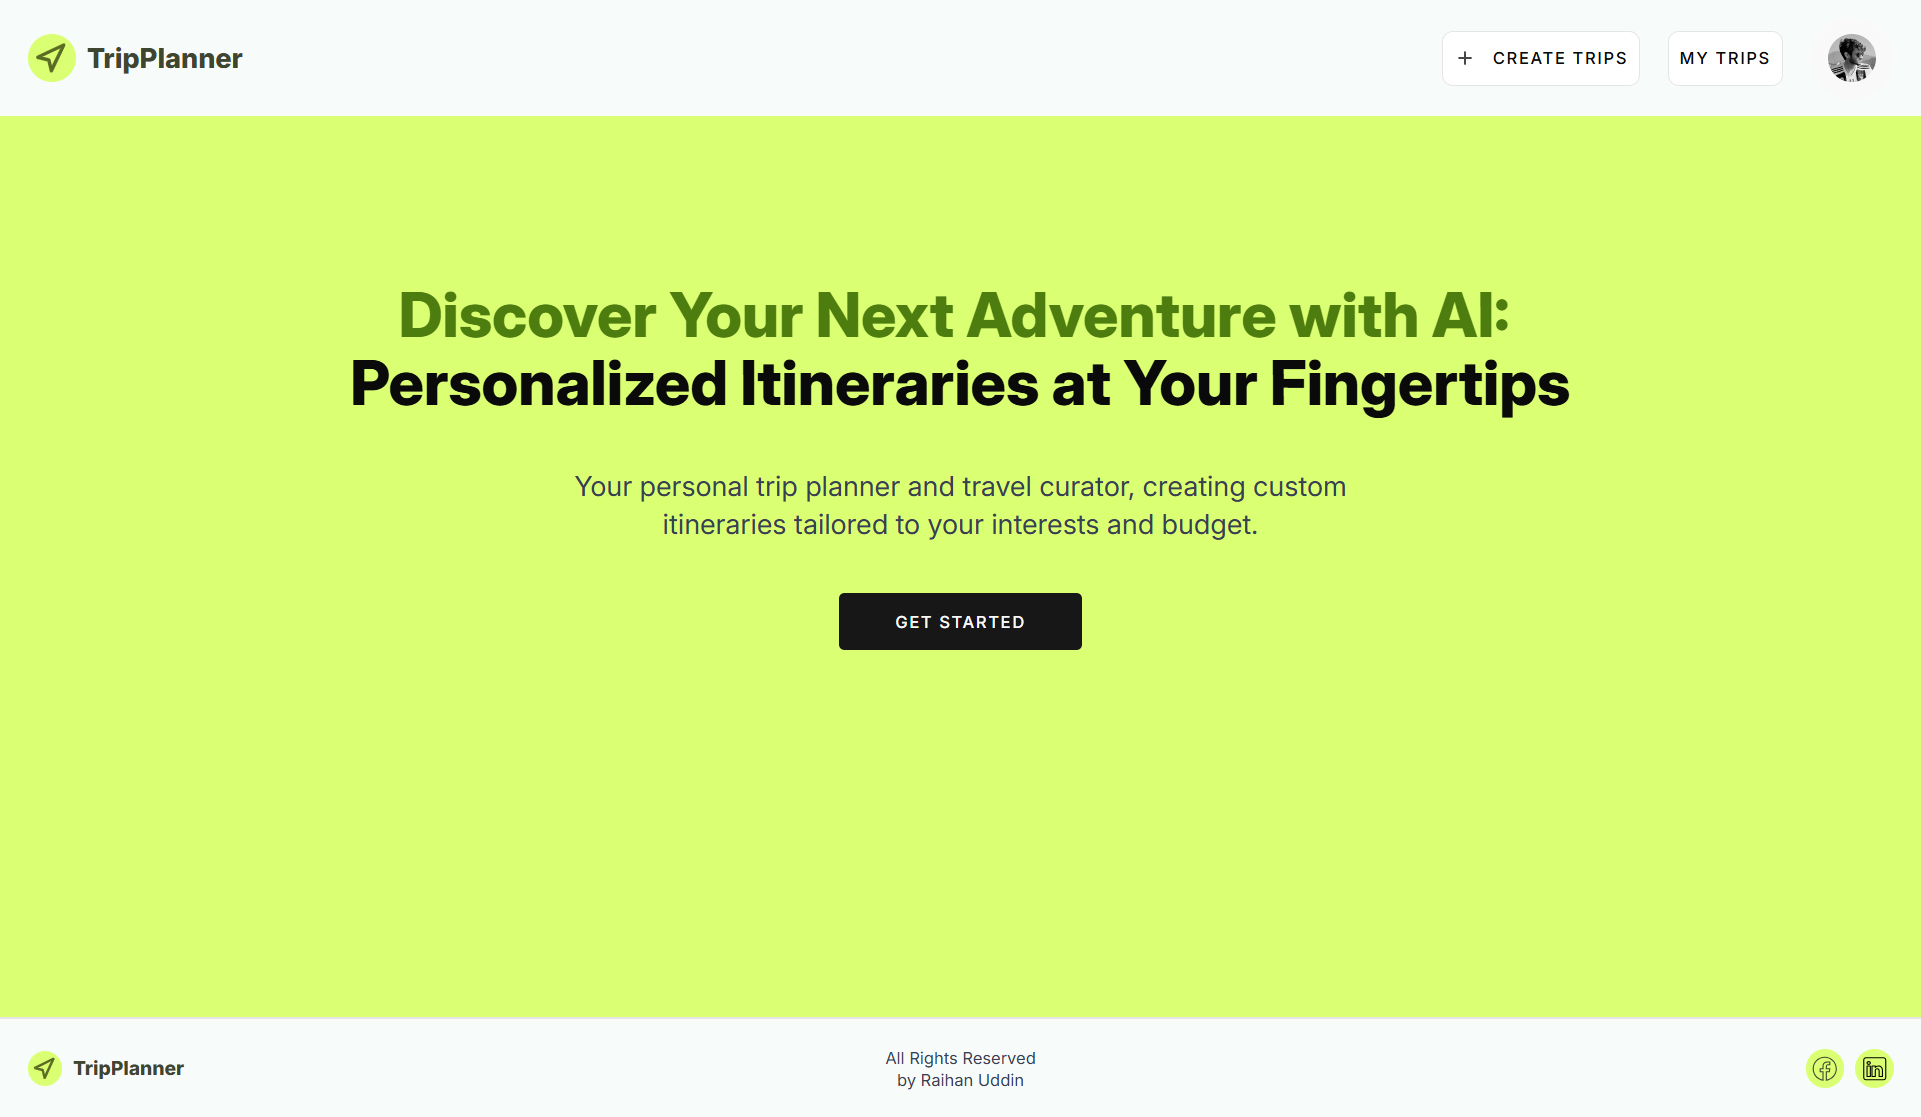 TripPlanner
CREATE TRIPS
MY TRIPS
Discover Your Next Adventure with AI:
Personalized Itineraries at Your Fingertips
Your personal trip planner and travel curator, creating custom
itineraries tailored to your interests and budget.
GET STARTED
TripPlanner
All Rights Reserved
by Raihan Uddin